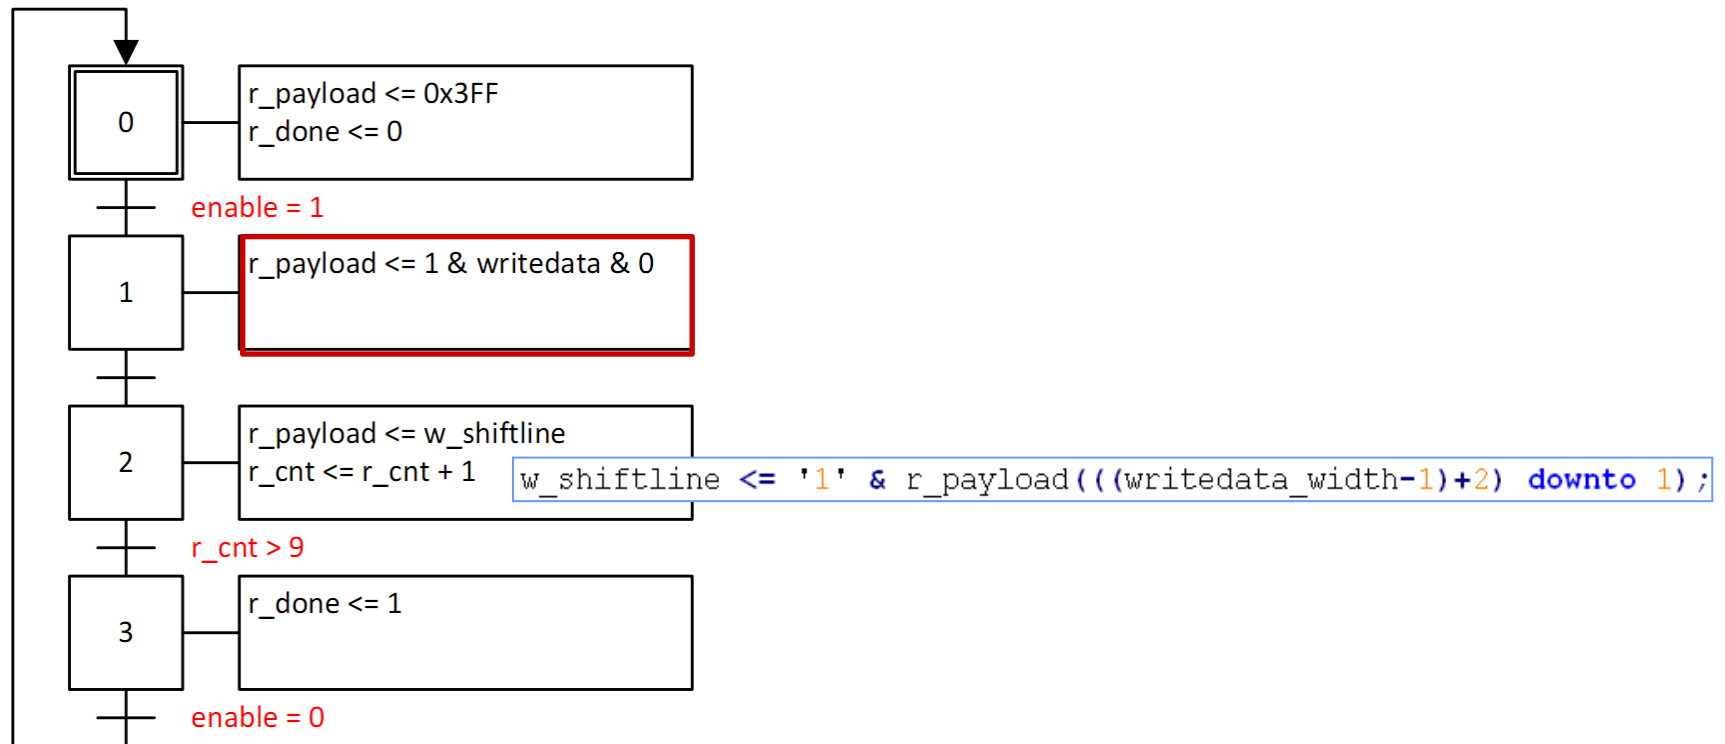 0
r_payload <= 0x3FF
r_done <= 0
enable = 1
1
r_payload <= 1 & writedata & 0
2
r_payload <= w_shiftline
r_cnt <= r_cnt + 1
w_shiftline <= '1' & r_payload(((writedata_width-1)+2) downto 1);
r_cnt > 9
3
r_done <= 1
enable = 0